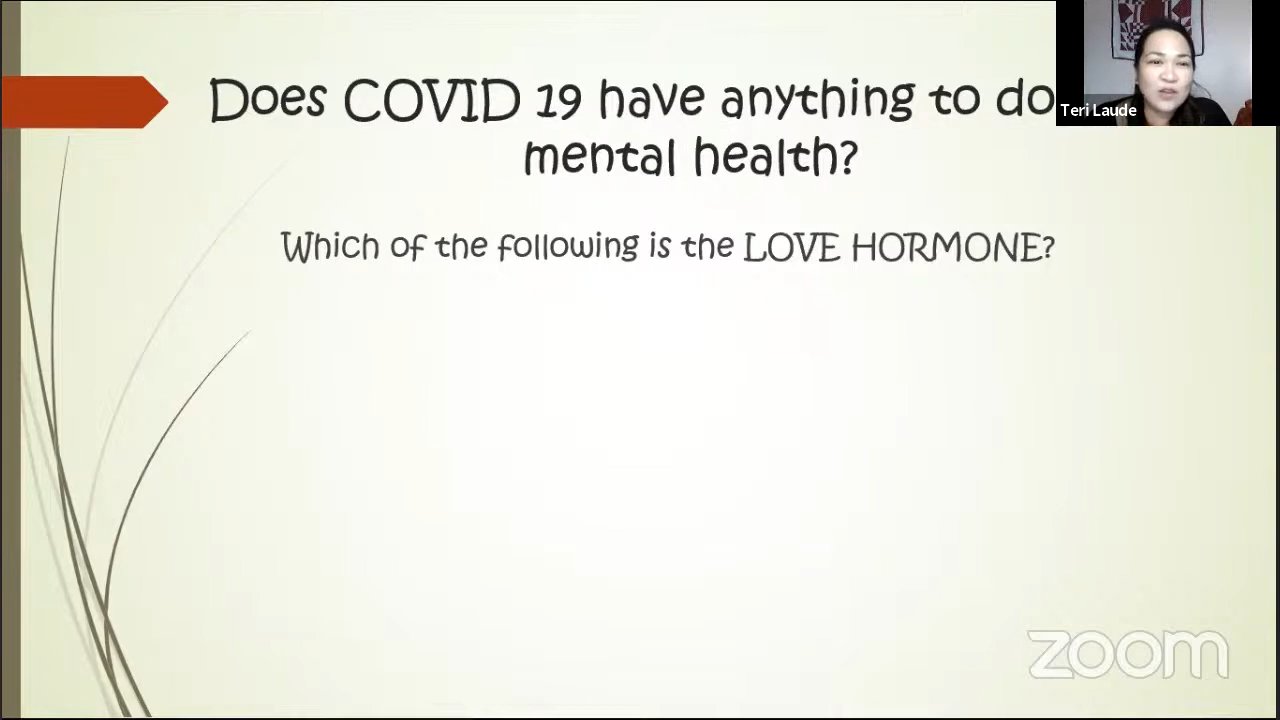 Does COVID 19 have anything to do
mental health?
Teri Laude
Which of the following is the LOVE HORMONE?
zoom